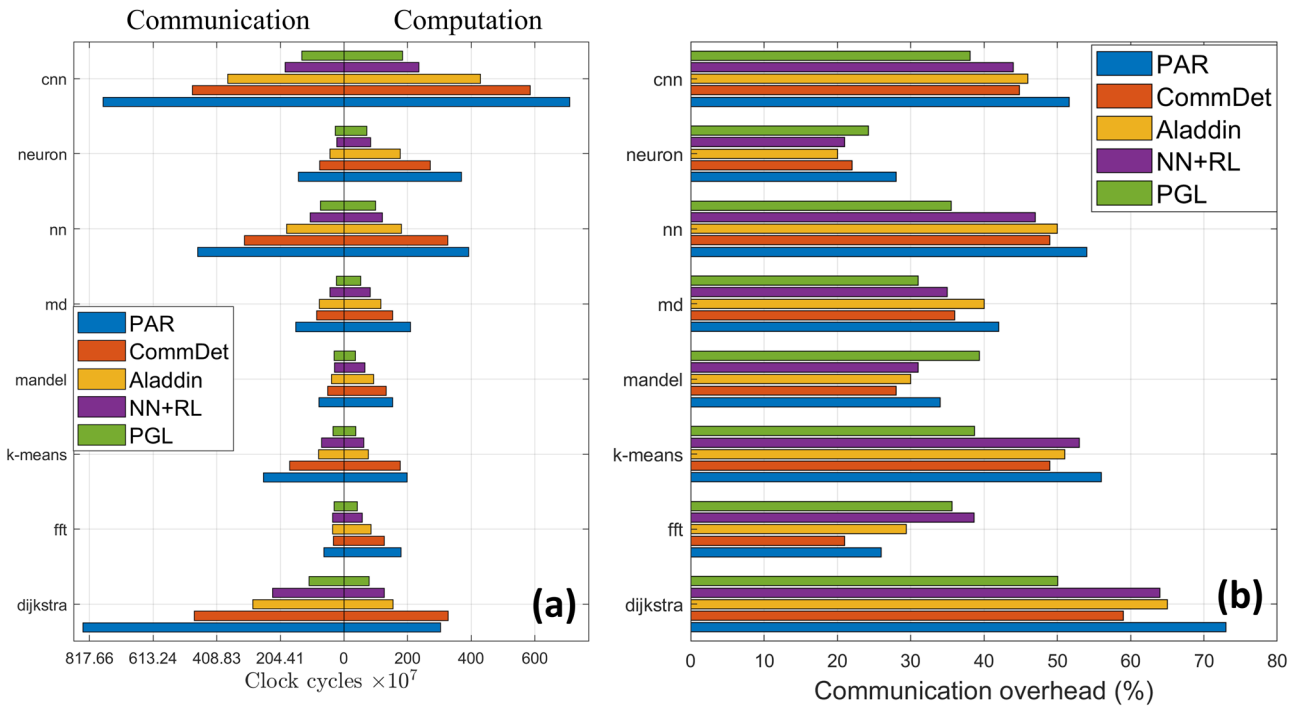 Communication Computation
cnn
neuron
nn
md
mandel
k-means
fft
dijkstra
PAR
CommDet
Aladdin
NN+RL
PGL
(a)
817.66 613.24 408.83 204.41 0 200 400 600
Clock cycles ×10⁷
cnn
neuron
nn
md
mandel
k-means
fft
dijkstra
PAR
CommDet
Aladdin
NN+RL
PGL
(b)
0 10 20 30 40 50 60 70 80
Communication overhead (%)